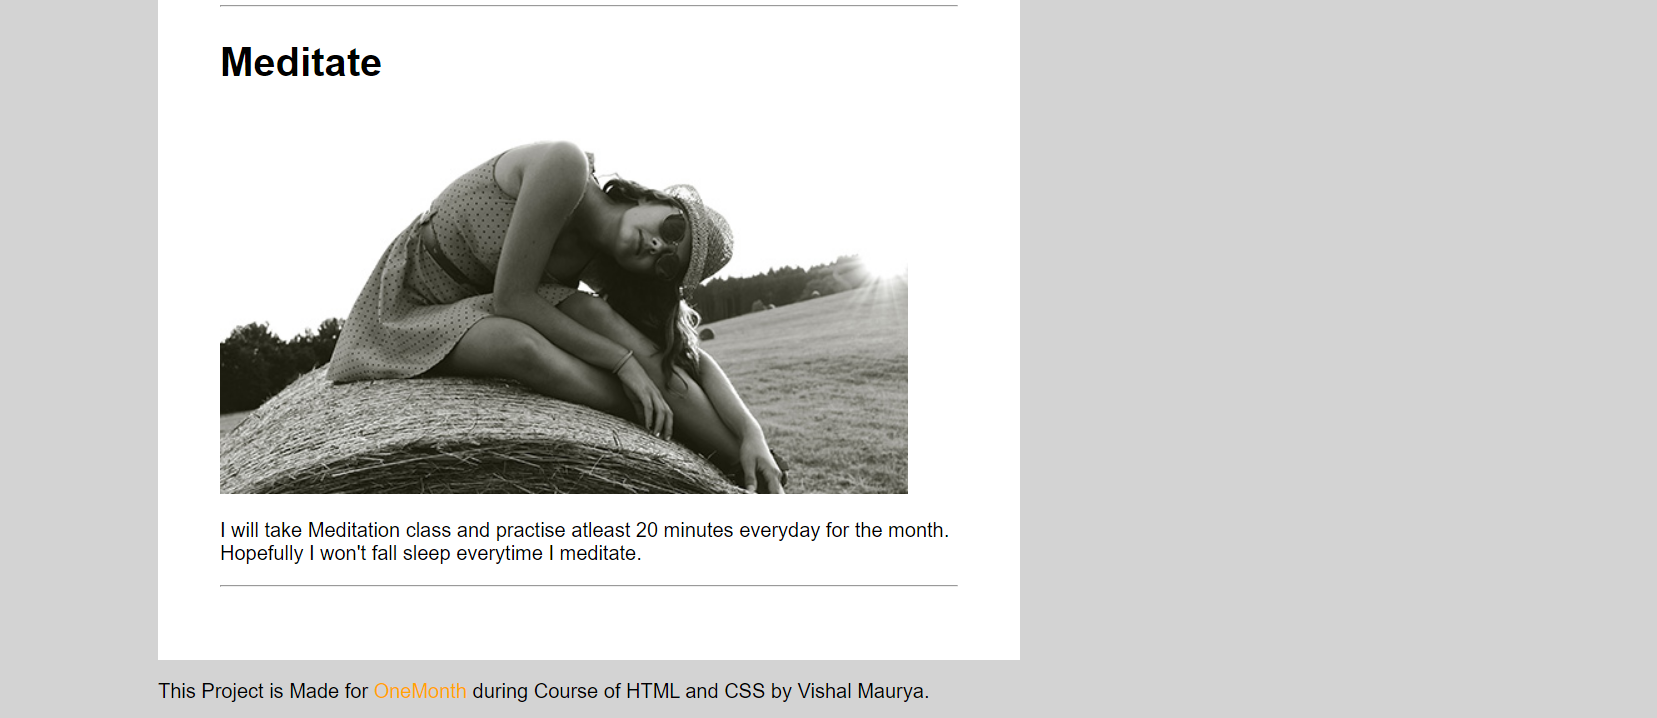 Meditate
I will take Meditation class and practise atleast 20 minutes everyday for the month.
Hopefully I won't fall sleep everytime I meditate.
This Project is Made for OneMonth during Course of HTML and CSS by Vishal Maurya.